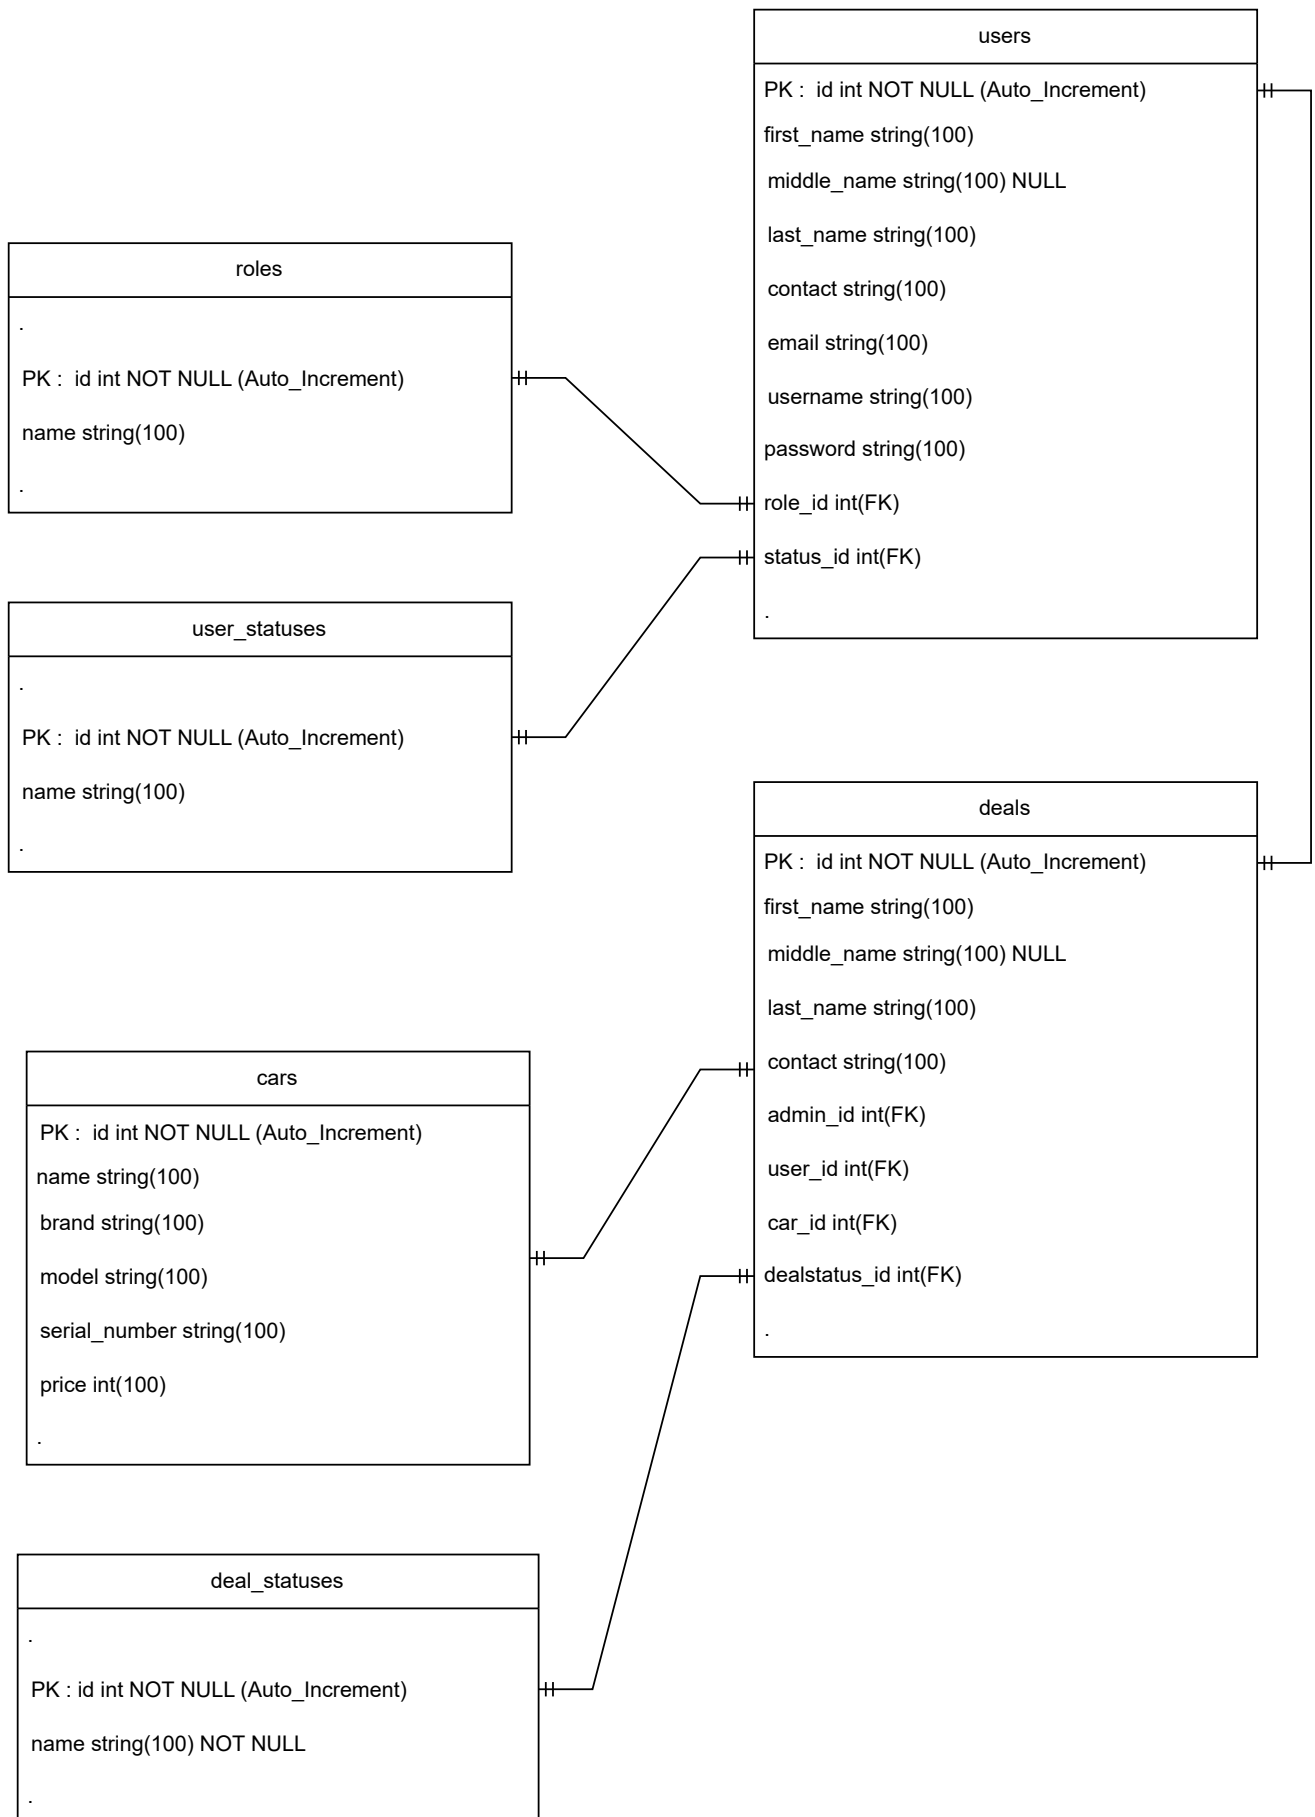 users
PK :  id int NOT NULL (Auto_Increment)
first_name string(100)
middle_name string(100) NULL
last_name string(100)
contact string(100)
email string(100)
username string(100)
password string(100)
role_id int(FK)
status_id int(FK)
.
roles
.
PK :  id int NOT NULL (Auto_Increment)
name string(100)
.
user_statuses
.
PK :  id int NOT NULL (Auto_Increment)
name string(100)
.
deals
PK :  id int NOT NULL (Auto_Increment)
first_name string(100)
middle_name string(100) NULL
last_name string(100)
contact string(100)
admin_id int(FK)
user_id int(FK)
car_id int(FK)
dealstatus_id int(FK)
.
cars
PK :  id int NOT NULL (Auto_Increment)
name string(100)
brand string(100)
model string(100)
serial_number string(100)
price int(100)
.
deal_statuses
.
PK : id int NOT NULL (Auto_Increment)
name string(100) NOT NULL
.